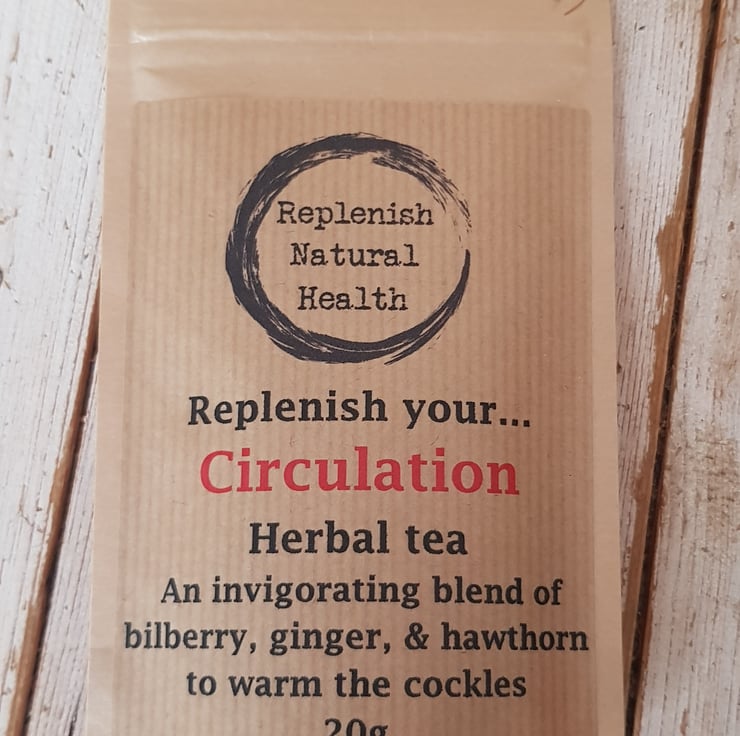 Replenish
Natural
Health
Replenish your...
Circulation
Herbal tea
An invigorating blend of
bilberry, ginger, & hawthorn
to warm the cockles
20g